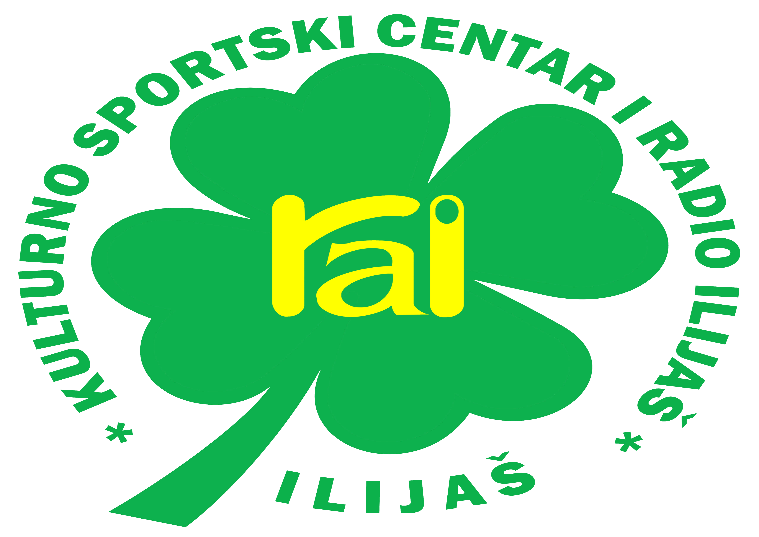 * KULTURNO SPORTSKI CENTAR I RADIO ILIJAŠ *
rai
ILIJAŠ